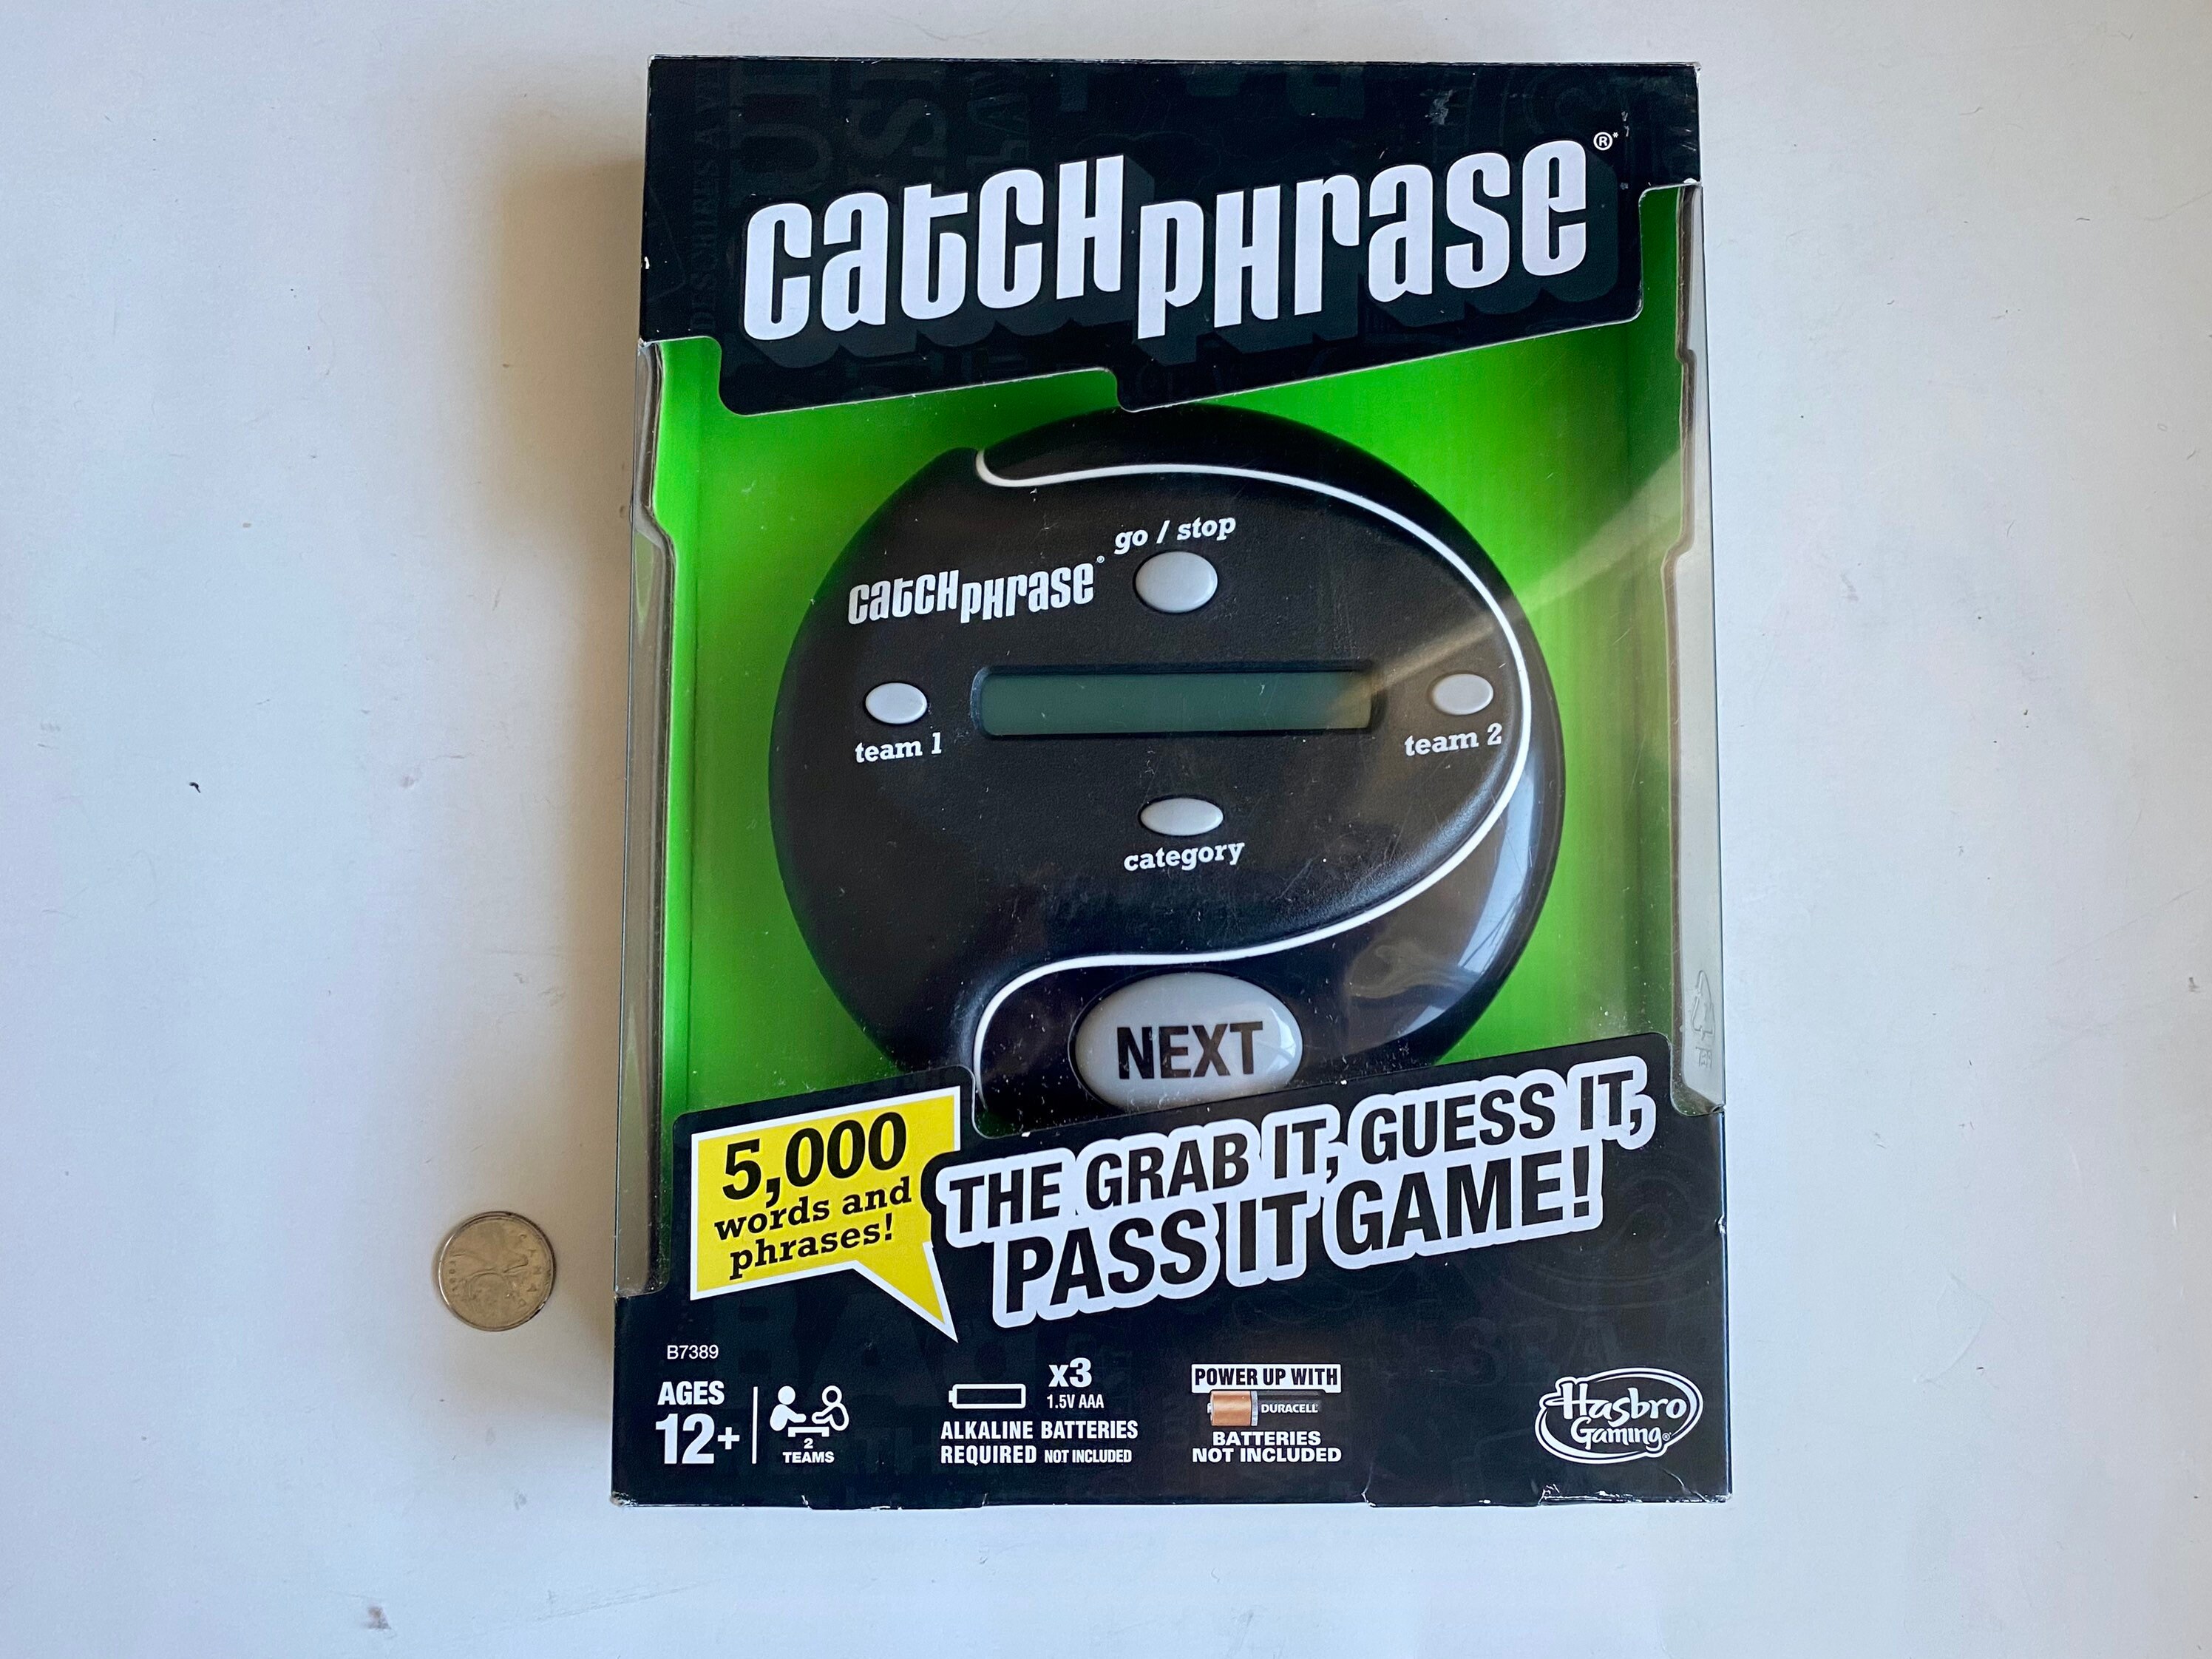 CatCHPHrase®*
go / stop
CatCHPHrase®
team 1
team 2
category
NEXT
5,000
words and
phrases!
THE GRAB IT, GUESS IT,
PASS IT GAME!
B7389
AGES
12+
2
TEAMS
x3
1.5V AAA
ALKALINE BATTERIES
REQUIRED NOT INCLUDED
POWER UP WITH
DURACELL
BATTERIES
NOT INCLUDED
Hasbro
Gaming®
CANADA